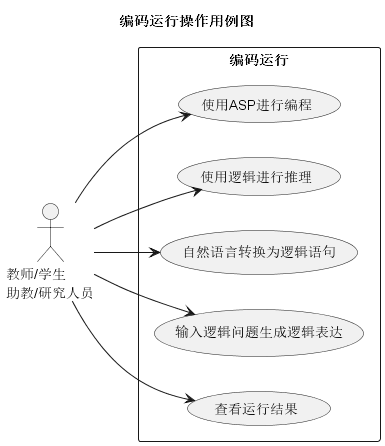 编码运行操作用例图
编码运行
使用ASP进行编程
使用逻辑进行推理
自然语言转换为逻辑语句
输入逻辑问题生成逻辑表达
查看运行结果
教师/学生
助教/研究人员